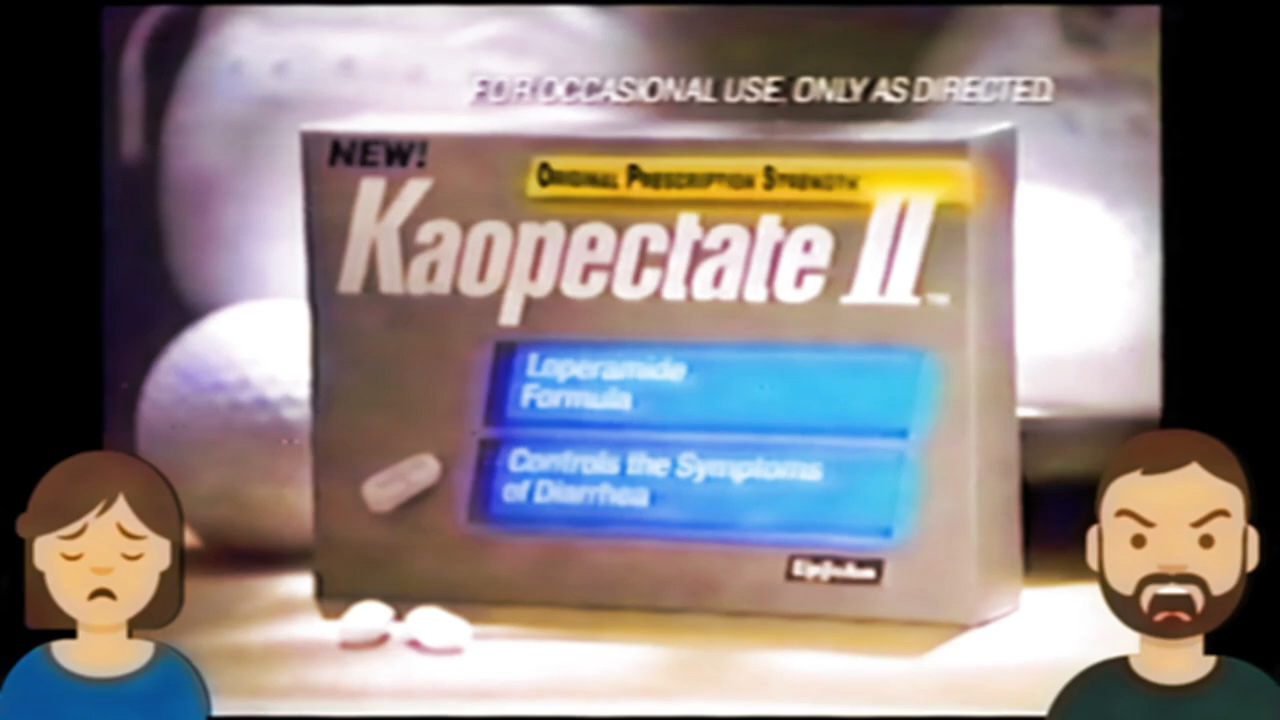 FOR OCCASIONAL USE. ONLY AS DIRECTED.
NEW!
ORIGINAL PRESCRIPTION STRENGTH
Kaopectate II™
Loperamide
Formula
Controls the Symptoms
of Diarrhea
Upjohn